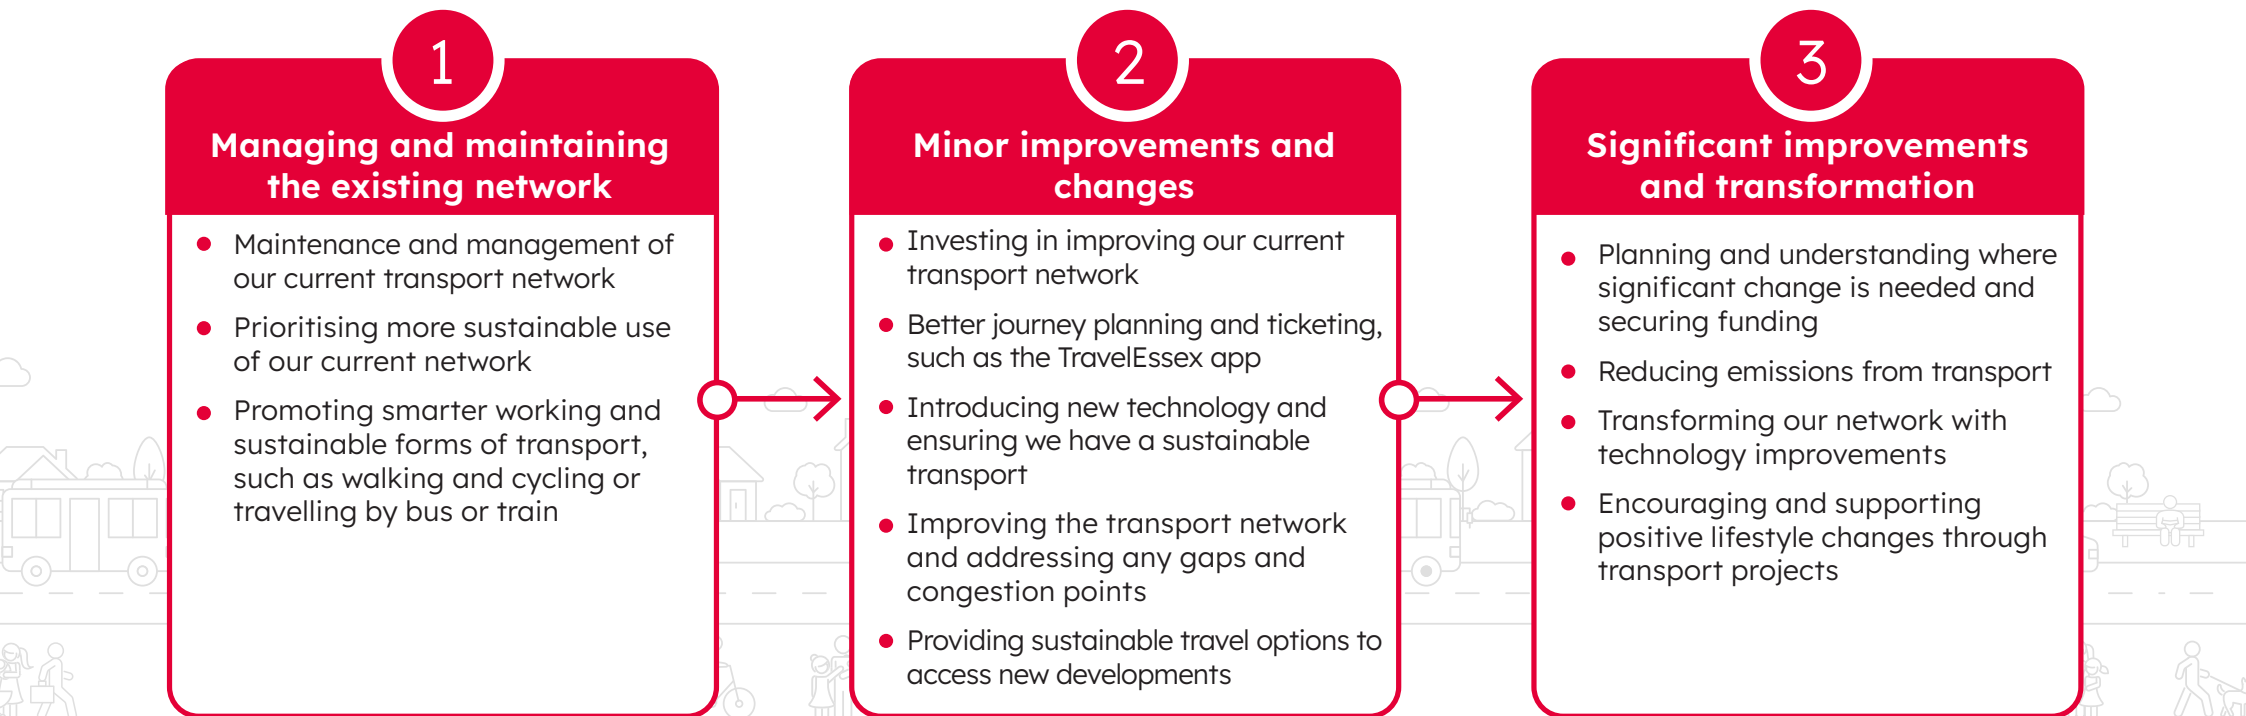 1
Managing and maintaining
the existing network
Maintenance and management of
our current transport network
Prioritising more sustainable use
of our current network
Promoting smarter working and
sustainable forms of transport,
such as walking and cycling or
travelling by bus or train
2
Minor improvements and
changes
Investing in improving our current
transport network
Better journey planning and ticketing,
such as the TravelEssex app
Introducing new technology and
ensuring we have a sustainable
transport
Improving the transport network
and addressing any gaps and
congestion points
Providing sustainable travel options to
access new developments
3
Significant improvements
and transformation
Planning and understanding where
significant change is needed and
securing funding
Reducing emissions from transport
Transforming our network with
technology improvements
Encouraging and supporting
positive lifestyle changes through
transport projects